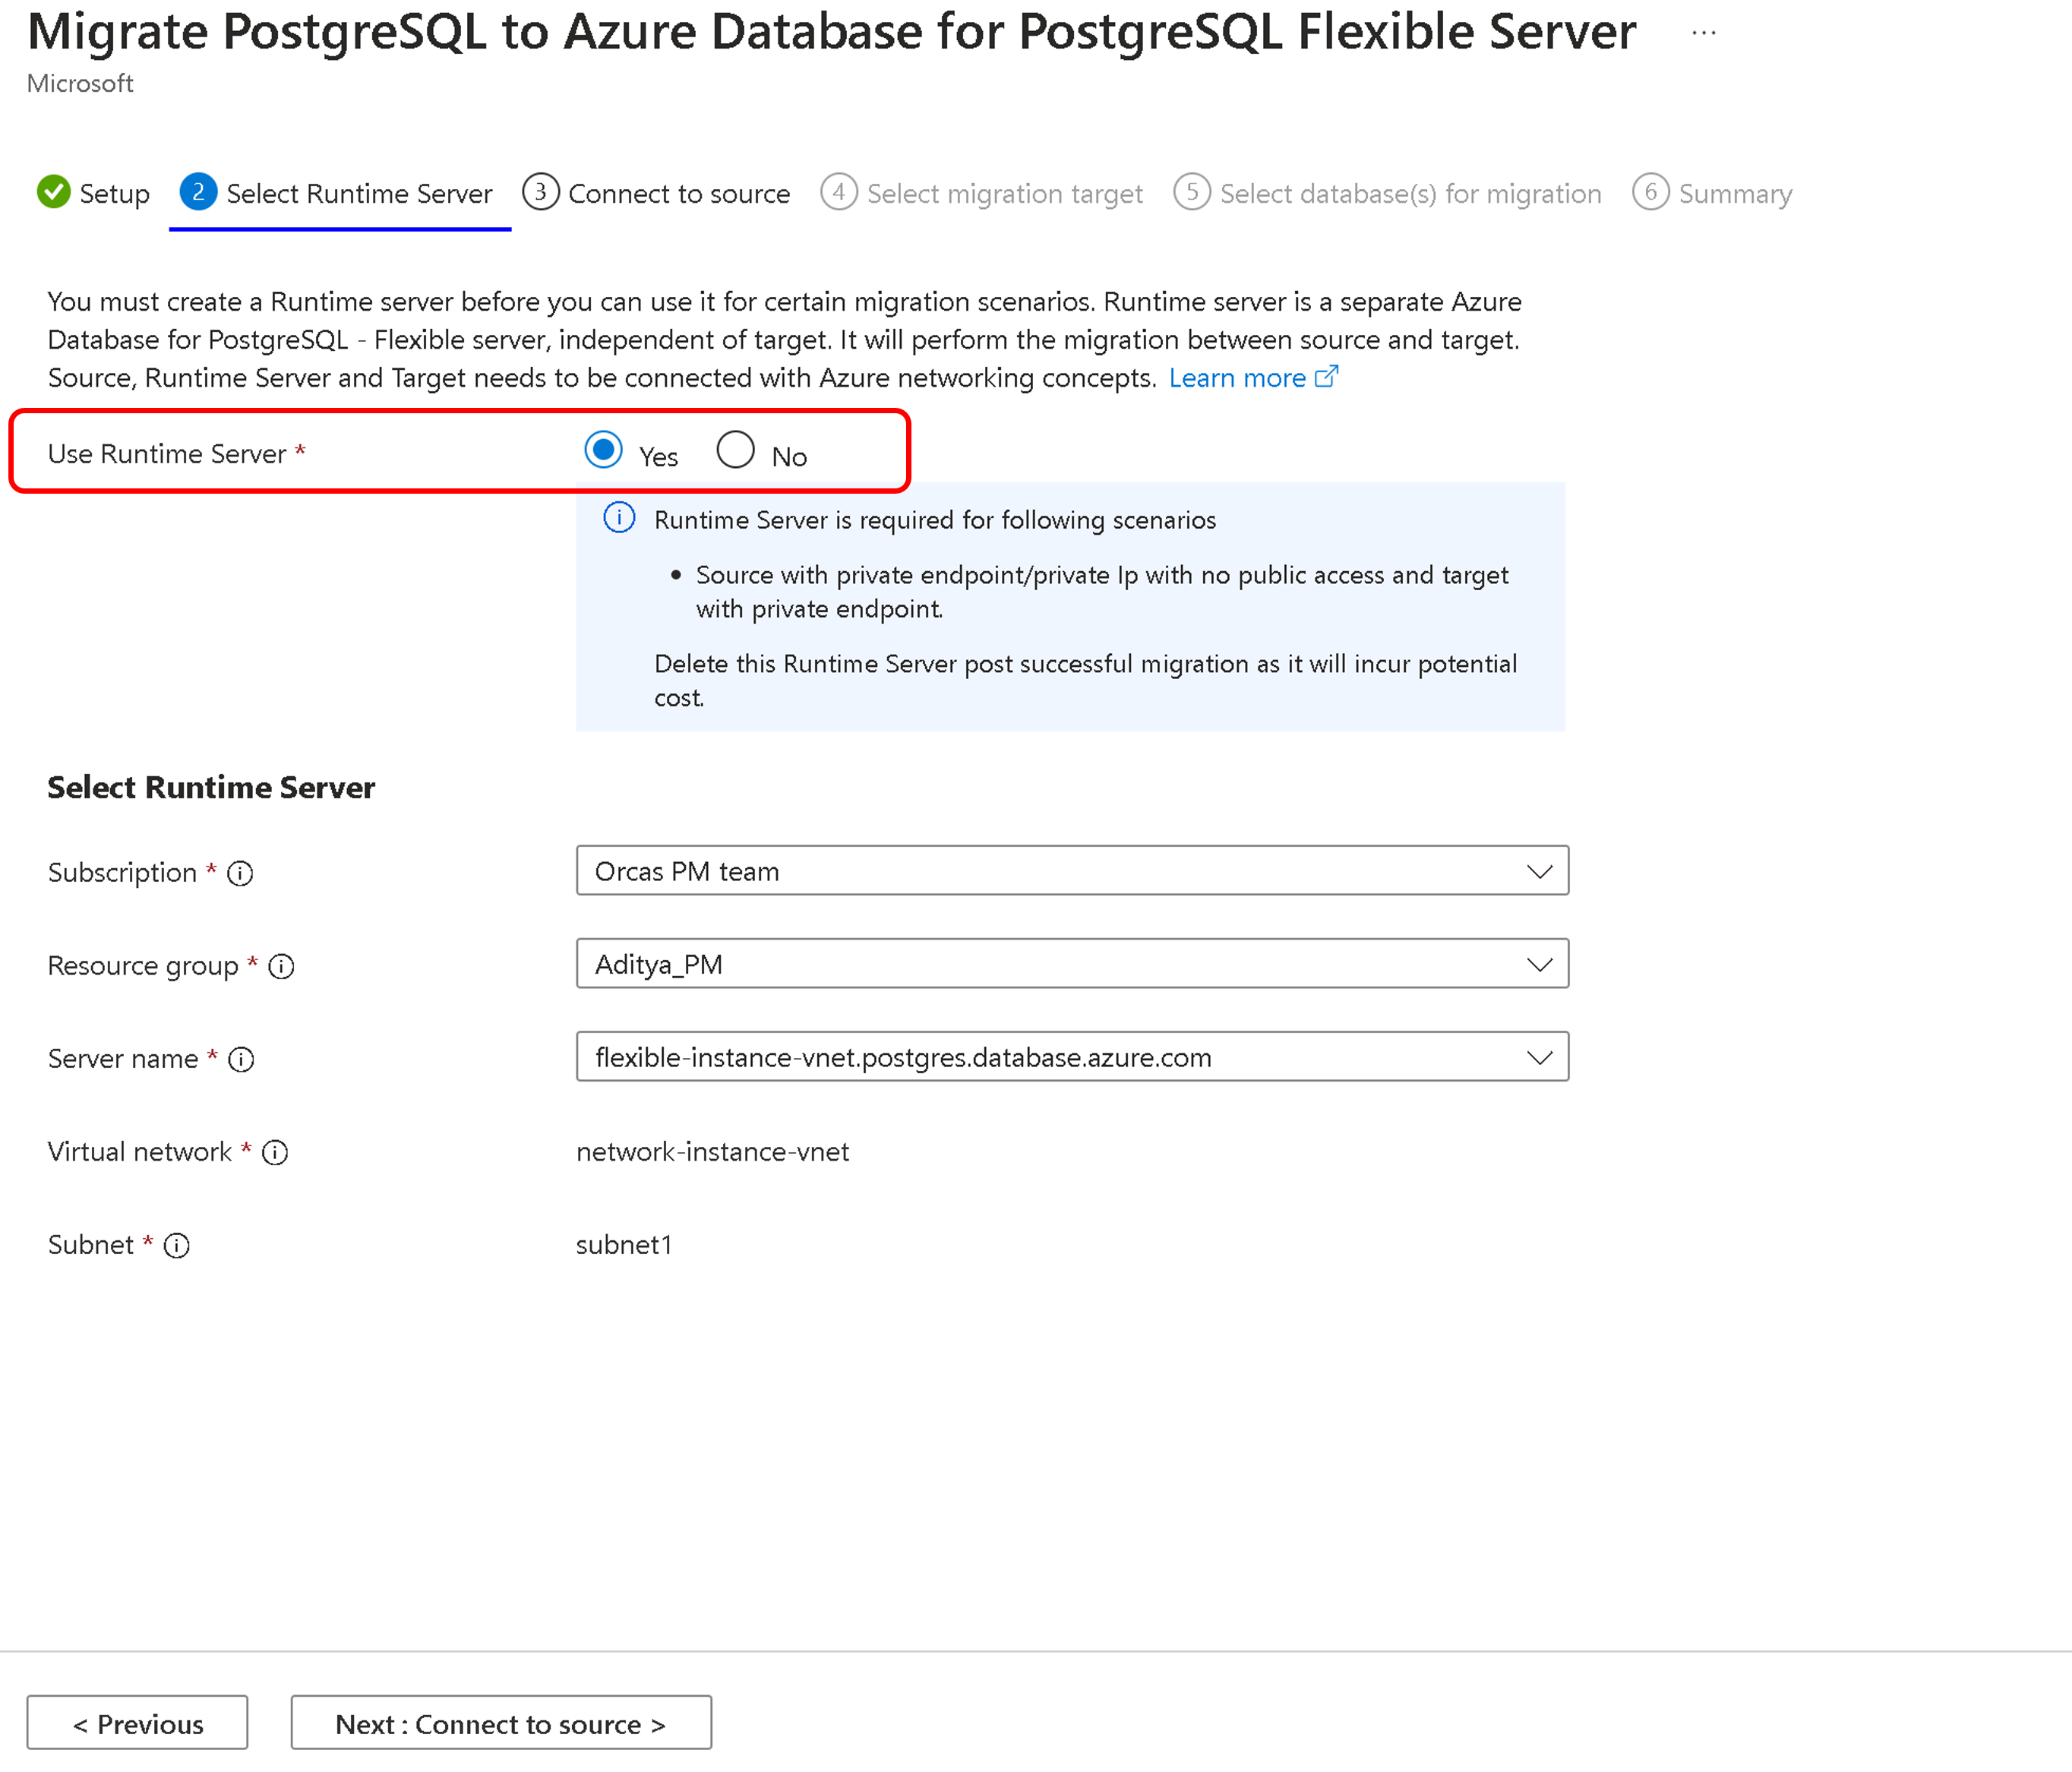 Migrate PostgreSQL to Azure Database for PostgreSQL Flexible Server ...
Microsoft
Setup 2 Select Runtime Server 3 Connect to source 4 Select migration target 5 Select database(s) for migration 6 Summary
You must create a Runtime server before you can use it for certain migration scenarios. Runtime server is a separate Azure
Database for PostgreSQL - Flexible server, independent of target. It will perform the migration between source and target.
Source, Runtime Server and Target needs to be connected with Azure networking concepts. Learn more
Use Runtime Server * Yes No
Runtime Server is required for following scenarios
• Source with private endpoint/private Ip with no public access and target
with private endpoint.
Delete this Runtime Server post successful migration as it will incur potential
cost.
Select Runtime Server
Subscription * Orcas PM team
Resource group * Aditya_PM
Server name * flexible-instance-vnet.postgres.database.azure.com
Virtual network * network-instance-vnet
Subnet * subnet1
< Previous Next : Connect to source >